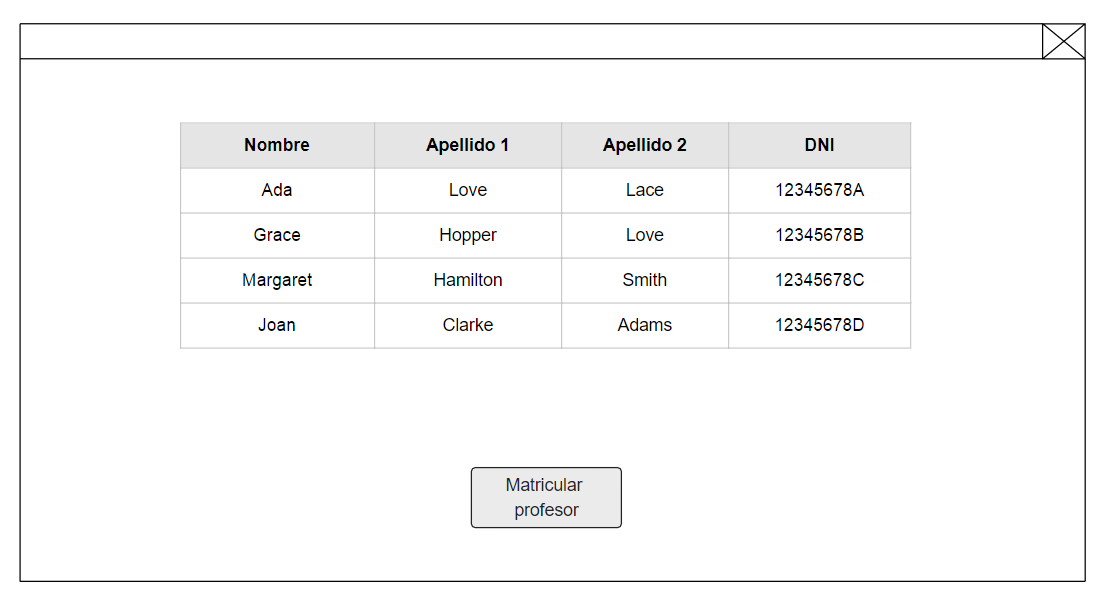 Nombre Apellido 1 Apellido 2 DNI
Ada Love Lace 12345678A
Grace Hopper Love 12345678B
Margaret Hamilton Smith 12345678C
Joan Clarke Adams 12345678D
Matricular
profesor